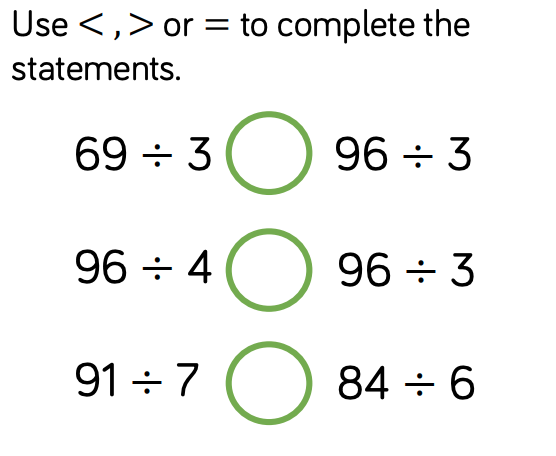 Use < , > or = to complete the
statements.
69 ÷ 3 96 ÷ 3
96 ÷ 4 96 ÷ 3
91 ÷ 7 84 ÷ 6